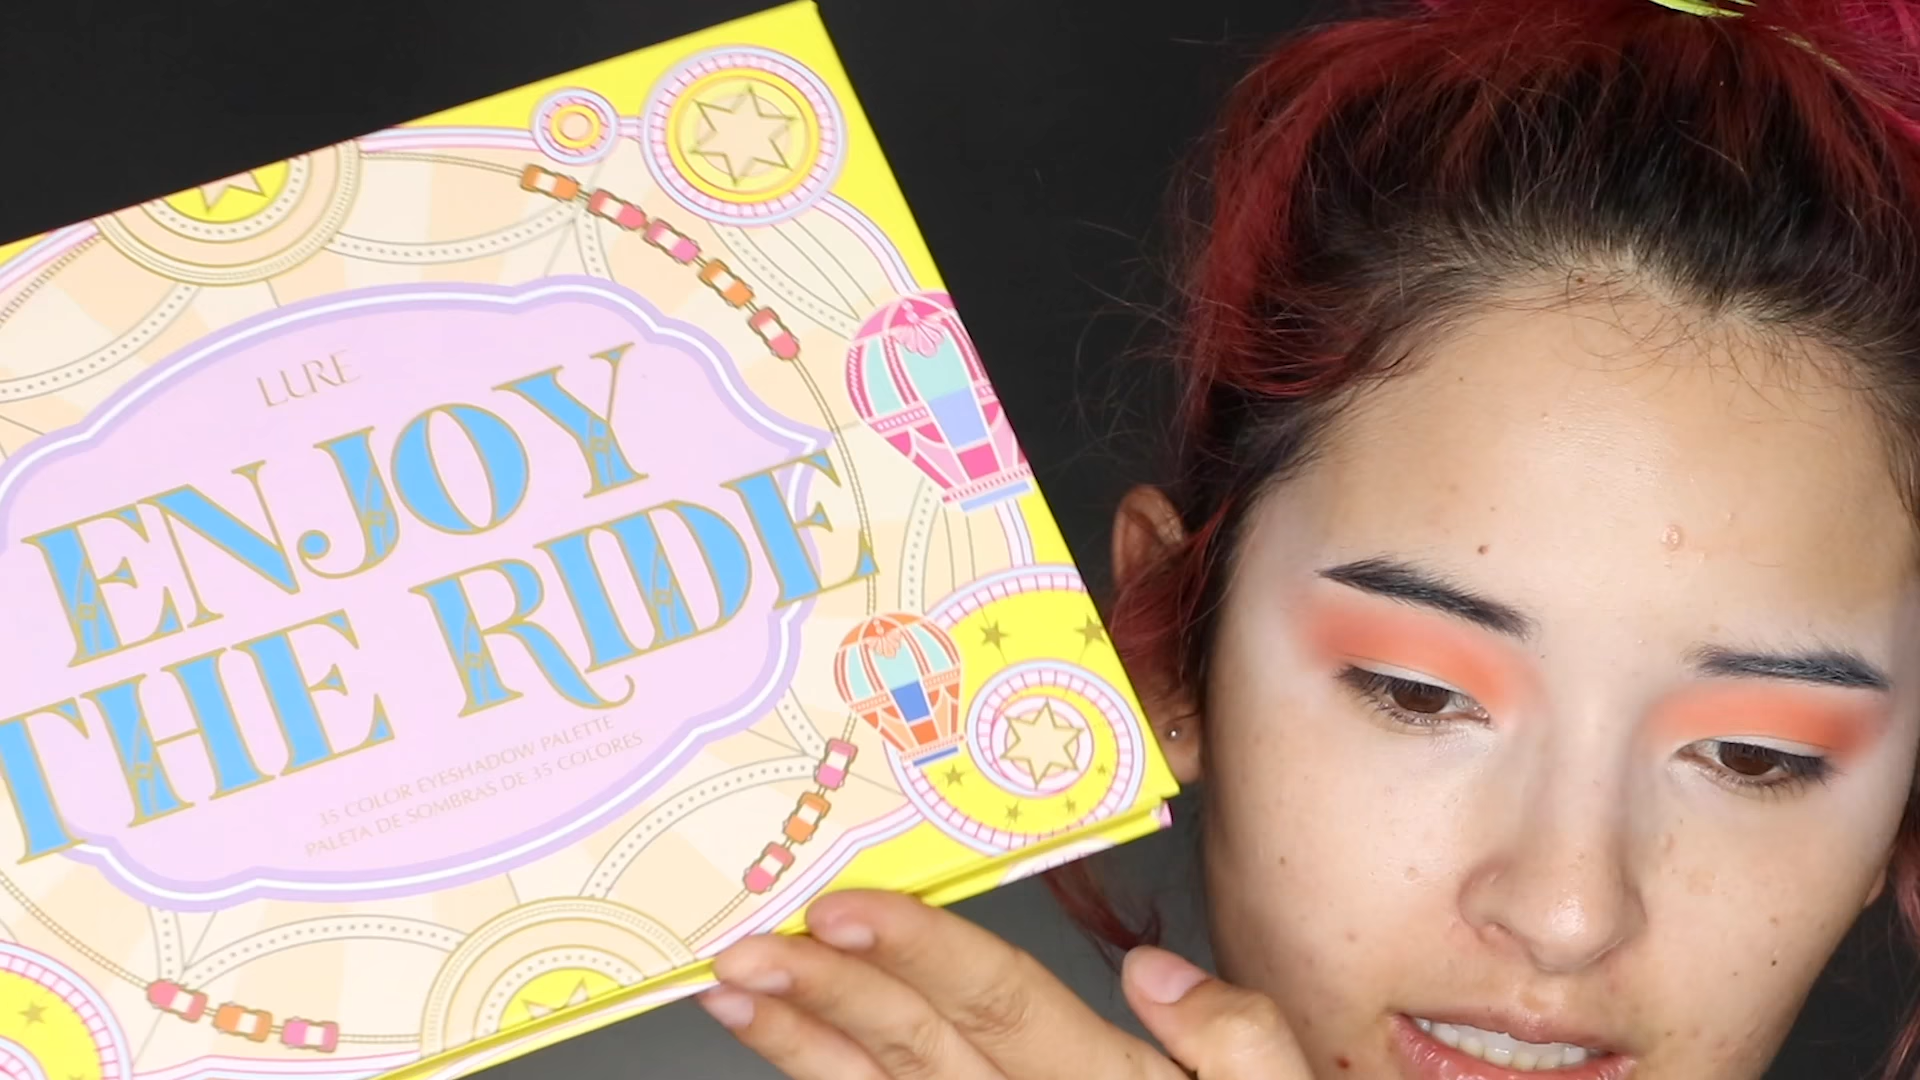 LURE
ENJOY
THE RIDE
35 COLOR EYESHADOW PALETTE
PALETA DE SOMBRAS DE 35 COLORES